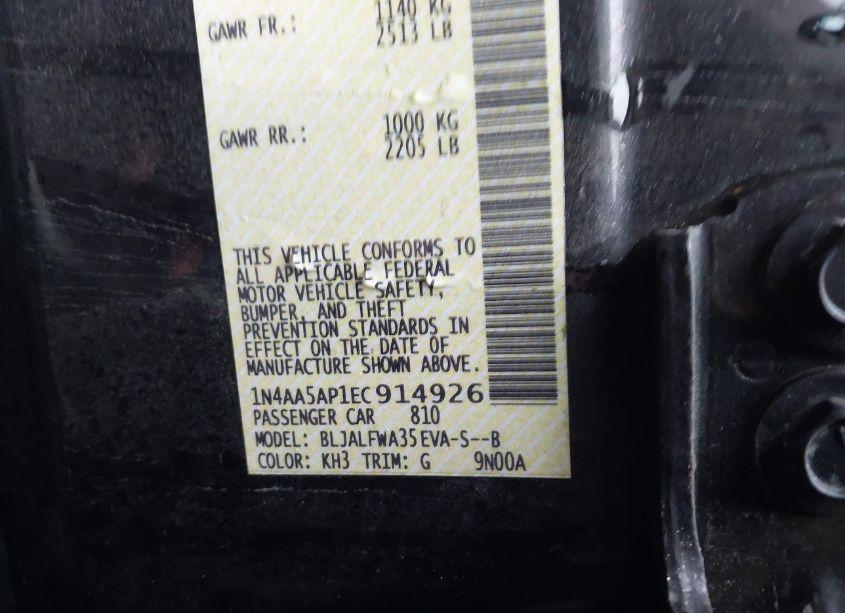 GAWR FR.: 1140 KG
2513 LB
GAWR RR.: 1000 KG
2205 LB
THIS VEHICLE CONFORMS TO
ALL APPLICABLE FEDERAL
MOTOR VEHICLE SAFETY,
BUMPER, AND THEFT
PREVENTION STANDARDS IN
EFFECT ON THE DATE OF
MANUFACTURE SHOWN ABOVE.
1N4AA5AP1EC914926
PASSENGER CAR 810
MODEL: BLJALFWA35EVA-S--B
COLOR: KH3 TRIM: G 9N00A